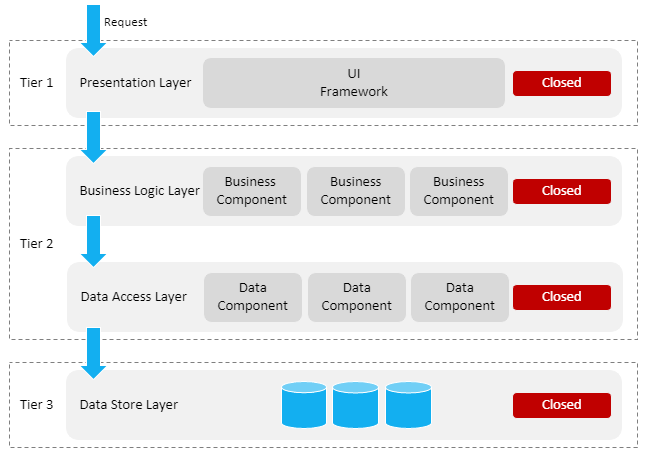 Request
Tier 1
Presentation Layer
UI
Framework
Closed
Tier 2
Business Logic Layer
Business
Component
Business
Component
Business
Component
Closed
Data Access Layer
Data
Component
Data
Component
Data
Component
Closed
Tier 3
Data Store Layer
Closed